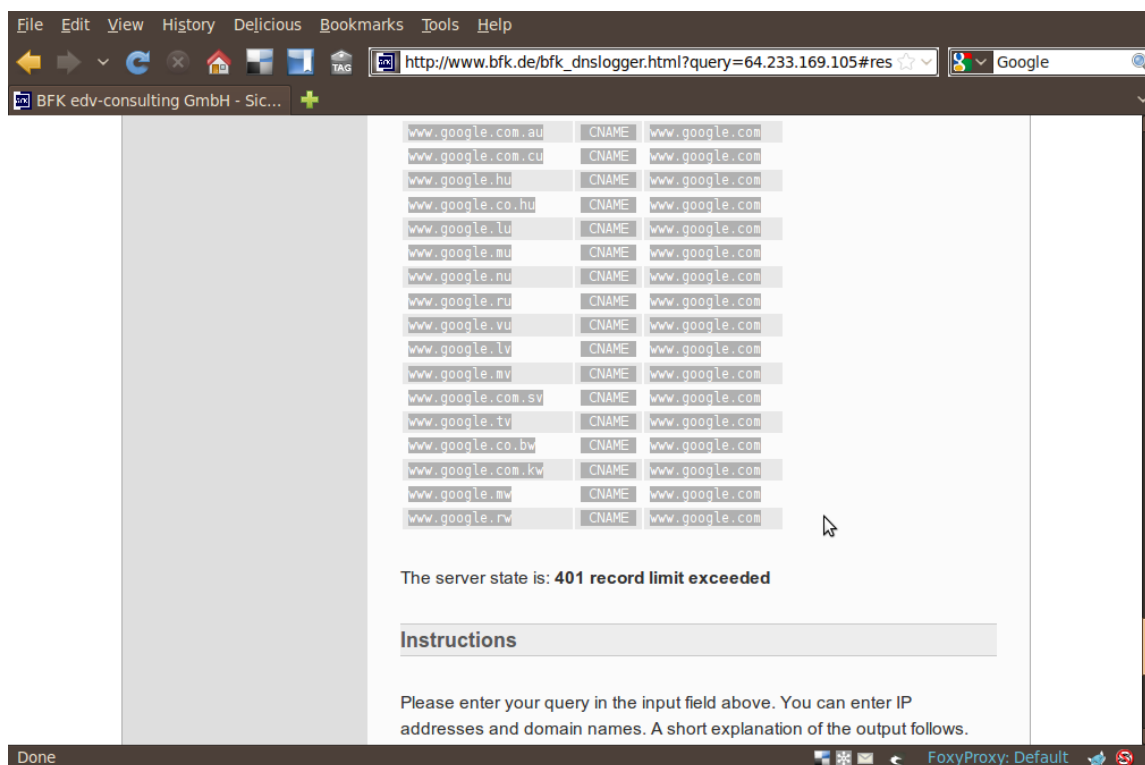 File Edit View History Delicious Bookmarks Tools Help
TAG http://www.bfk.de/bfk_dnslogger.html?query=64.233.169.105#res Google
BFK edv-consulting GmbH - Sic...
www.google.com.au CNAME www.google.com
www.google.com.cu CNAME www.google.com
www.google.hu CNAME www.google.com
www.google.co.hu CNAME www.google.com
www.google.lu CNAME www.google.com
www.google.mu CNAME www.google.com
www.google.nu CNAME www.google.com
www.google.ru CNAME www.google.com
www.google.vu CNAME www.google.com
www.google.lv CNAME www.google.com
www.google.mv CNAME www.google.com
www.google.com.sv CNAME www.google.com
www.google.tv CNAME www.google.com
www.google.co.bw CNAME www.google.com
www.google.com.kw CNAME www.google.com
www.google.mw CNAME www.google.com
www.google.rw CNAME www.google.com
The server state is: 401 record limit exceeded
Instructions
Please enter your query in the input field above. You can enter IP
addresses and domain names. A short explanation of the output follows.
Done FoxyProxy: Default